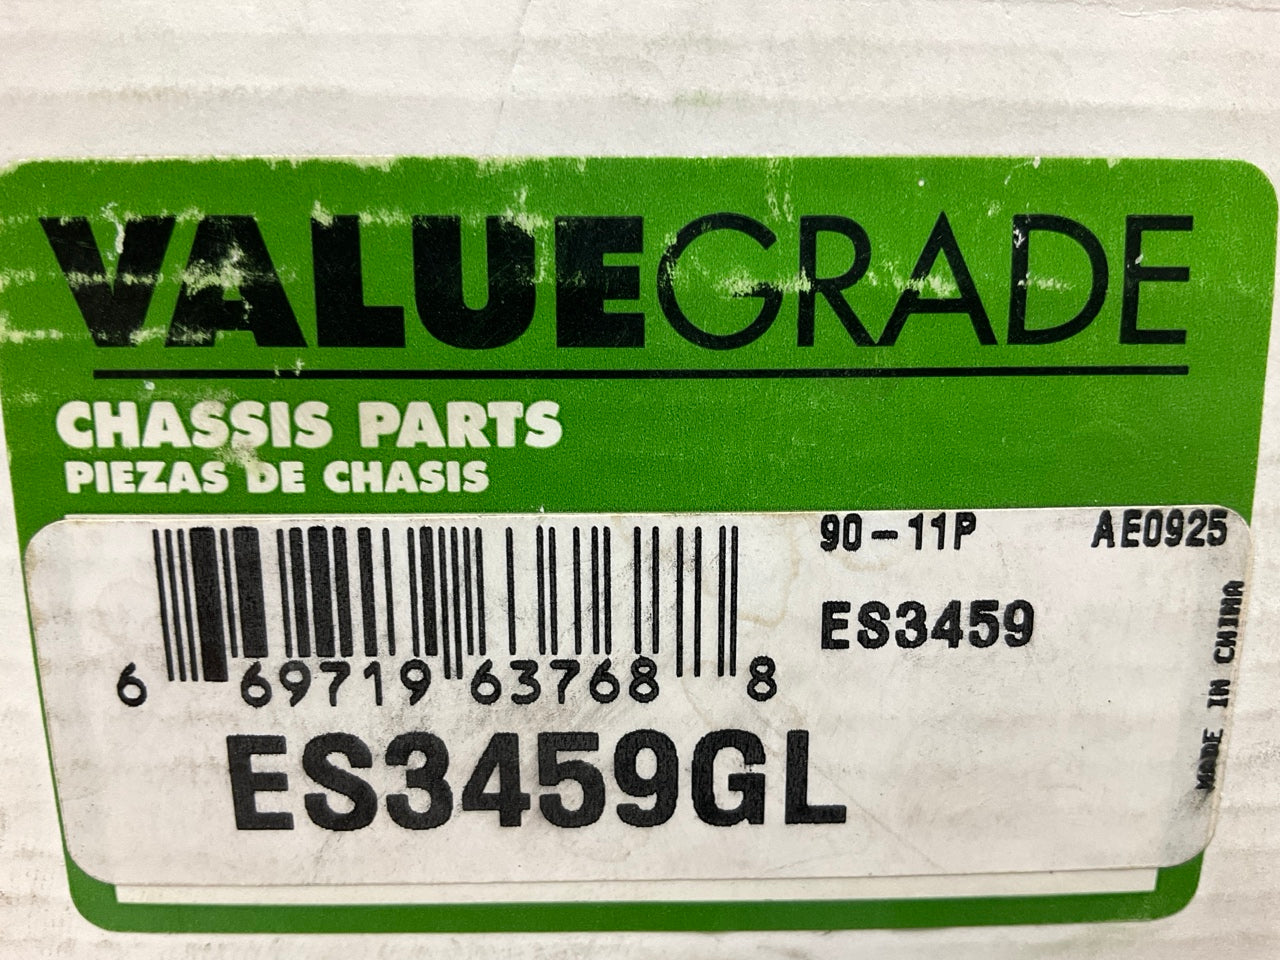 VALUEGRADE
CHASSIS PARTS
PIEZAS DE CHASIS
90-11P AE0925
ES3459
6 69719 63768 8
ES3459GL
MADE IN CHINA